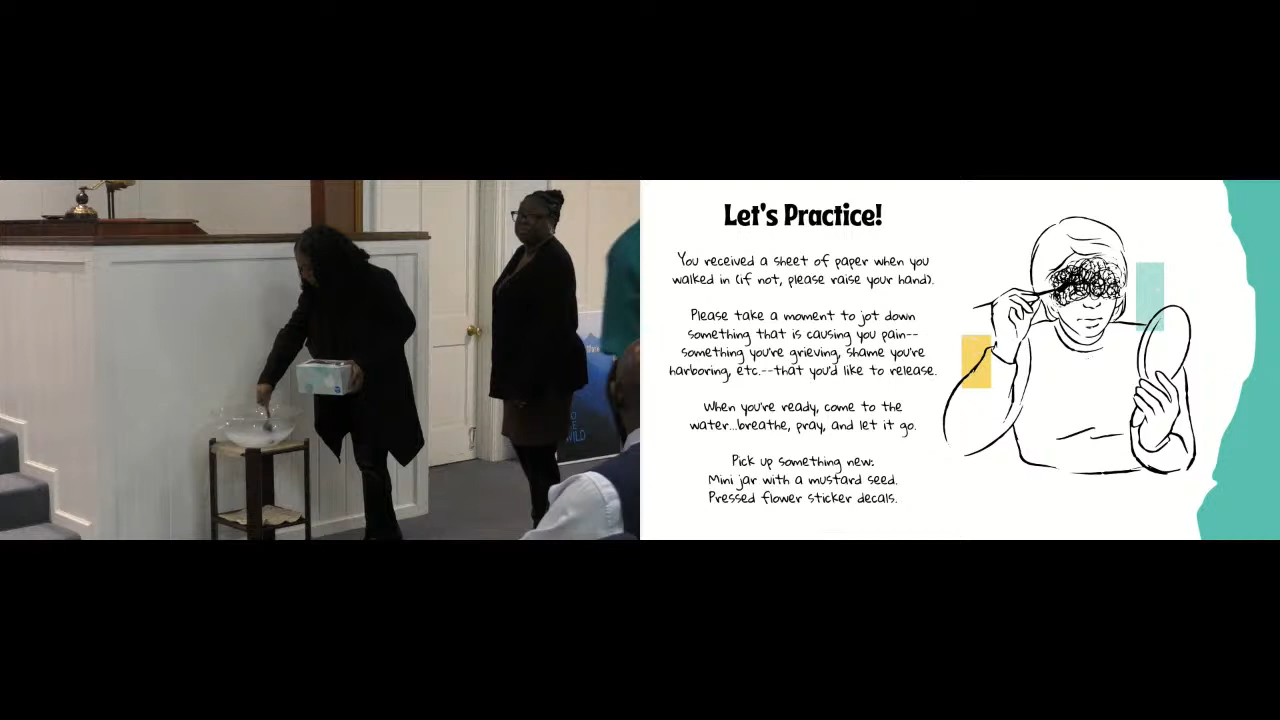 Let's Practice!
You received a sheet of paper when you
walked in (if not, please raise your hand).
Please take a moment to jot down
something that is causing you pain--
something you're grieving, shame you're
harboring, etc.--that you'd like to release.
When you're ready, come to the
water...breathe, pray, and let it go.
Pick up something new:
Mini jar with a mustard seed.
Pressed flower sticker decals.
WILD